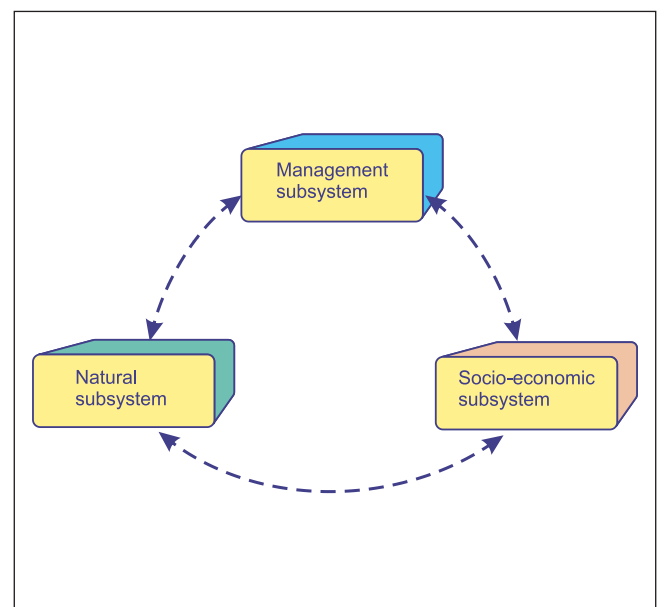 Management
subsystem
Natural
subsystem
Socio-economic
subsystem